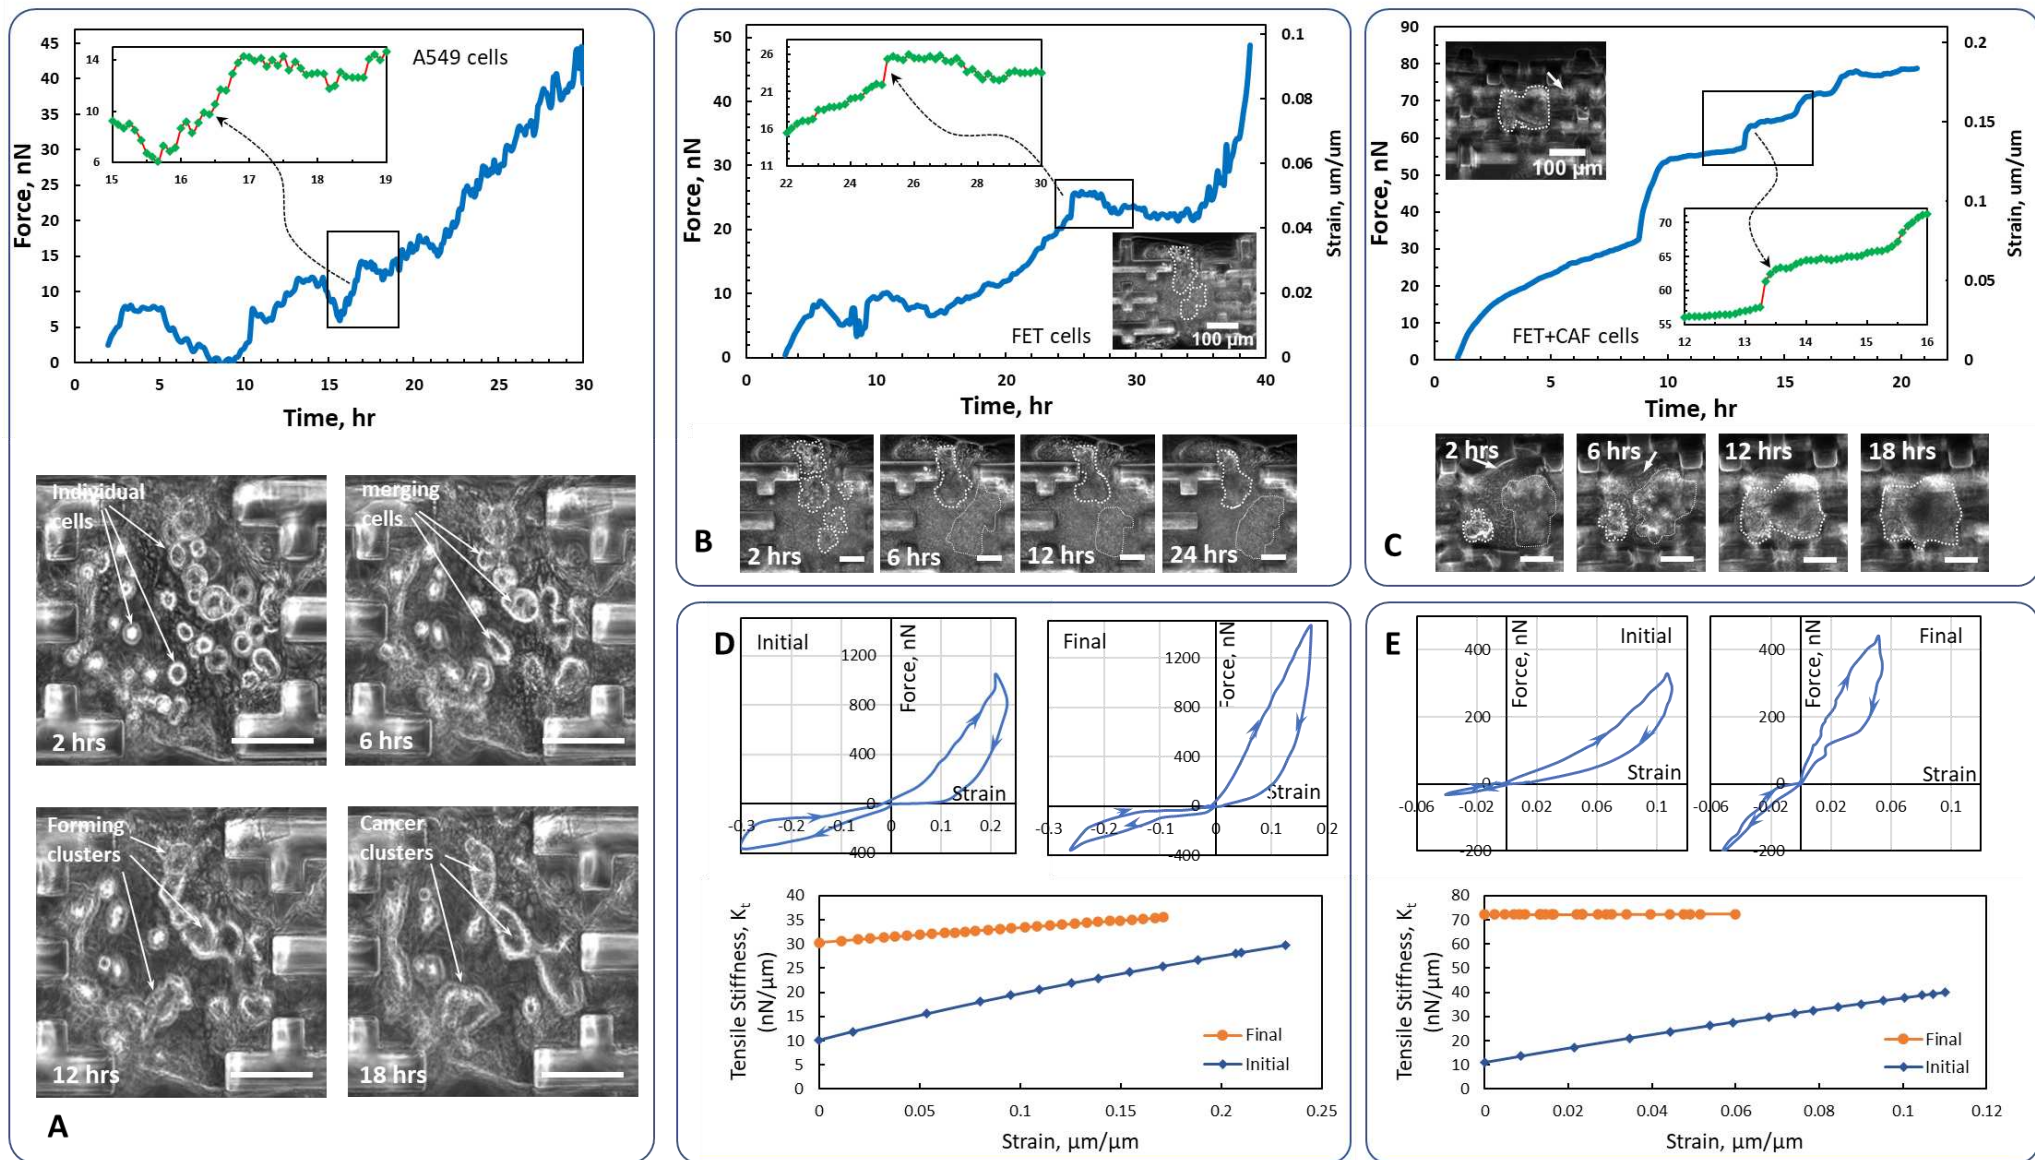 A549 cells
Force, nN
45
40
35
30
25
20
15
10
5
0
14
10
6
15 16 17 18 19
0 5 10 15 20 25 30
Time, hr
Individual
cells
2 hrs
merging
cells
6 hrs
Forming
clusters
12 hrs
Cancer
clusters
18 hrs
A
Force, nN
50
40
30
20
10
0
26
21
16
11
22 24 26 28 30
0.1
0.08
0.06
0.04
0.02
0
Strain, um/um
FET cells
100 µm
0 10 20 30 40
Time, hr
B
2 hrs
6 hrs
12 hrs
24 hrs
Force, nN
90
80
70
60
50
40
30
20
10
0
100 µm
70
65
60
55
12 13 14 15 16
0.2
0.15
0.1
0.05
0
Strain, um/um
FET+CAF cells
0 5 10 15 20
Time, hr
C
2 hrs
6 hrs
12 hrs
18 hrs
D
Initial
Force, nN
1200
800
400
0
400
Strain
-0.3 -0.2 -0.1 0 0.1 0.2
Final
Force, nN
1200
800
400
0
-400
Strain
-0.3 -0.2 -0.1 0 0.1 0.2
Tensile Stiffness, Kt
(nN/µm)
40
35
30
25
20
15
10
5
0
Final
Initial
0 0.05 0.1 0.15 0.2 0.25
Strain, µm/µm
E
Initial
Force, nN
400
200
0
-200
Strain
-0.06 -0.02 0.02 0.06 0.1
Final
Force, nN
400
200
0
-200
Strain
-0.06 -0.02 0.02 0.06 0.1
Tensile Stiffness, Kt
(nN/µm)
80
70
60
50
40
30
20
10
0
Final
Initial
0 0.02 0.04 0.06 0.08 0.1 0.12
Strain, µm/µm